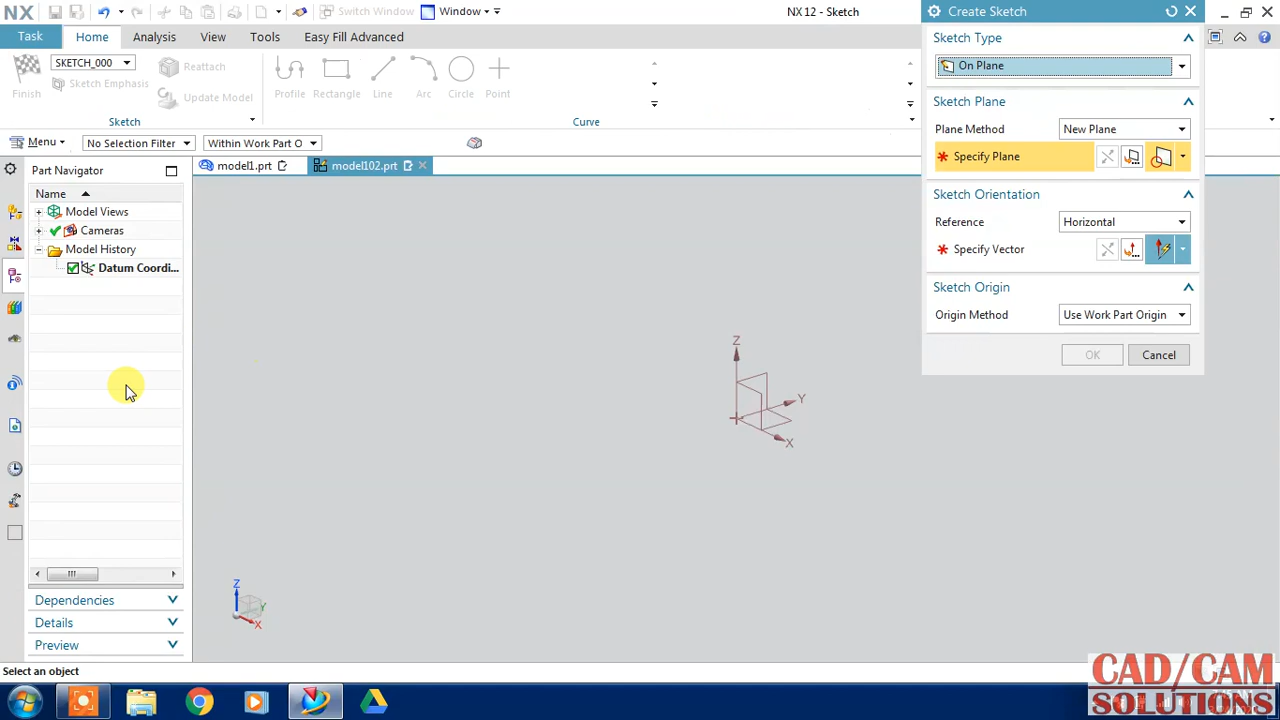 NX
Switch Window
Window
NX 12 - Sketch
Task
Home
Analysis
View
Tools
Easy Fill Advanced
Finish
SKETCH_000
Sketch Emphasis
Reattach
Update Model
Profile
Rectangle
Line
Arc
Circle
Point
Sketch
Curve
Menu
No Selection Filter
Within Work Part O
Part Navigator
model1.prt
model102.prt
Name
Model Views
Cameras
Model History
Datum Coordi...
Dependencies
Details
Preview
Create Sketch
Sketch Type
On Plane
Sketch Plane
Plane Method
New Plane
* Specify Plane
Sketch Orientation
Reference
Horizontal
* Specify Vector
Sketch Origin
Origin Method
Use Work Part Origin
OK
Cancel
Z
Y
X
Z
Y
X
Select an object
CAD/CAM
SOLUTIONS